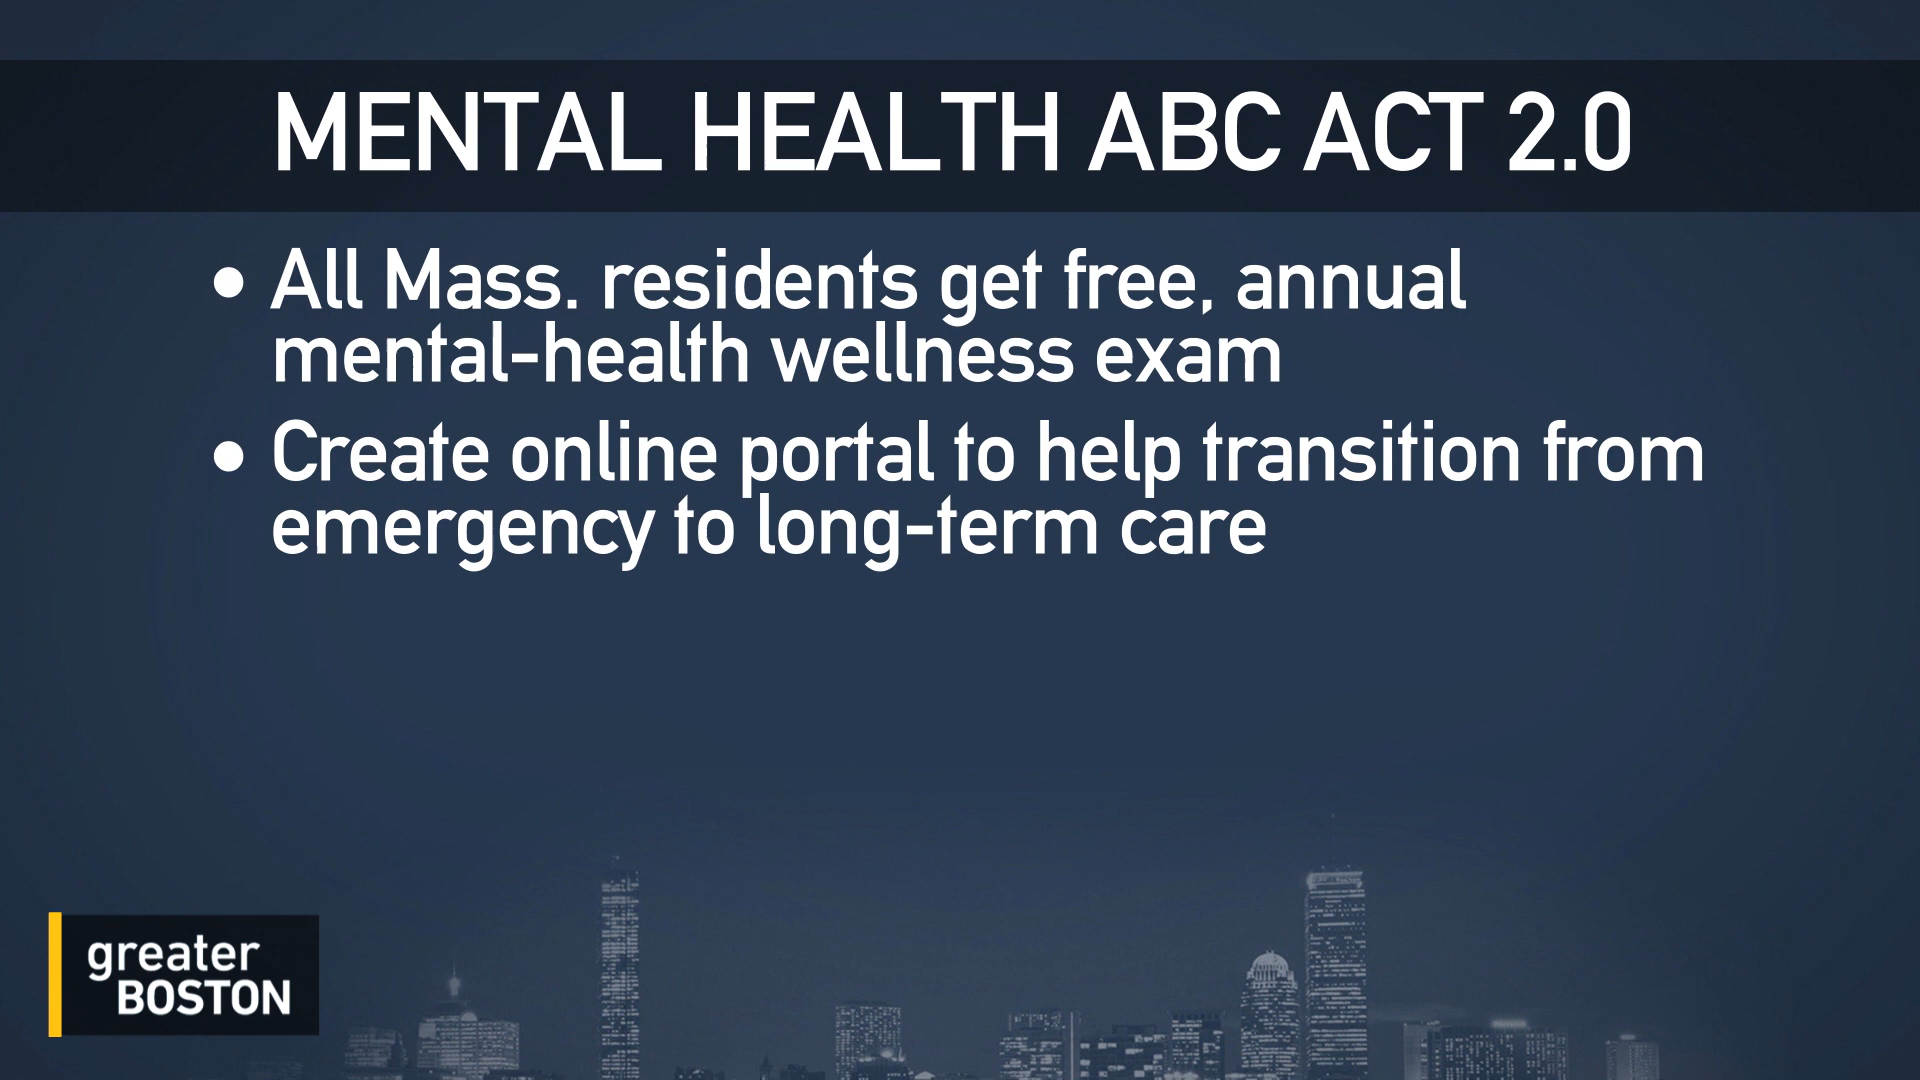 MENTAL HEALTH ABC ACT 2.0
• All Mass. residents get free, annual
mental-health wellness exam
• Create online portal to help transition from
emergency to long-term care
greater
BOSTON